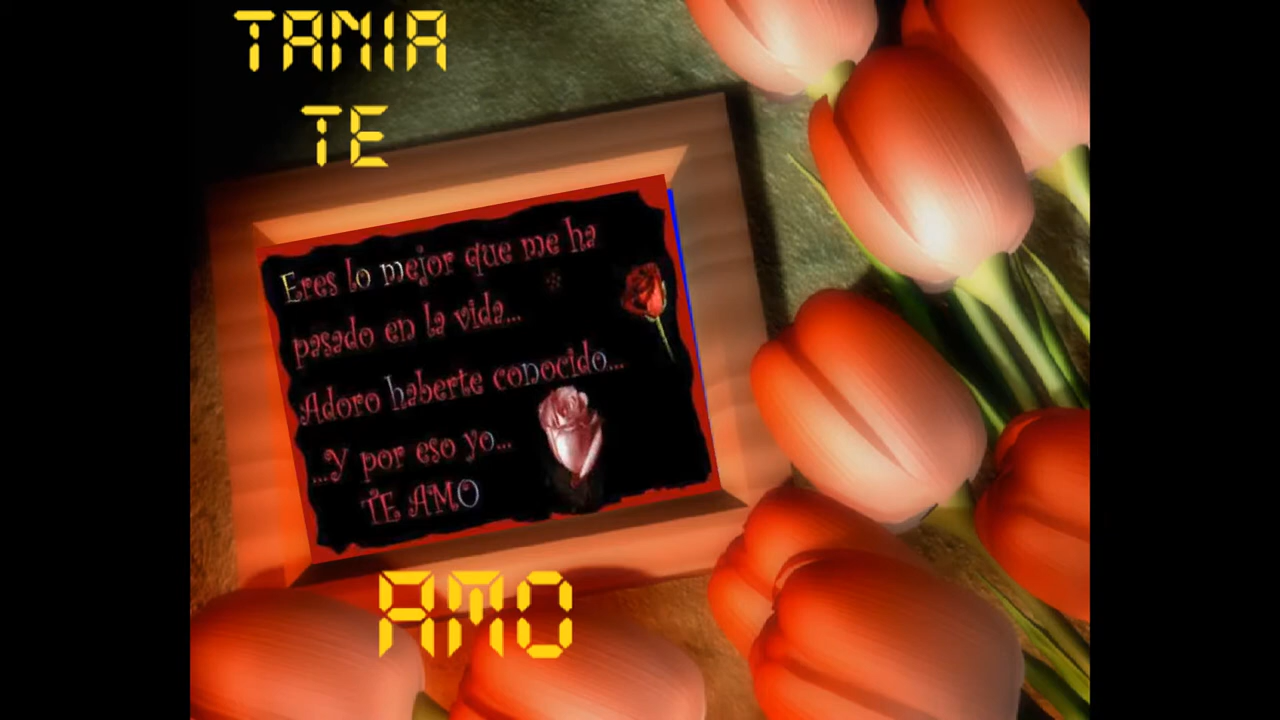 TANIA
TE
Eres lo mejor que me ha
pasado en la vida...
Adoro haberte conocido...
...y por eso yo...
TE AMO
AMO